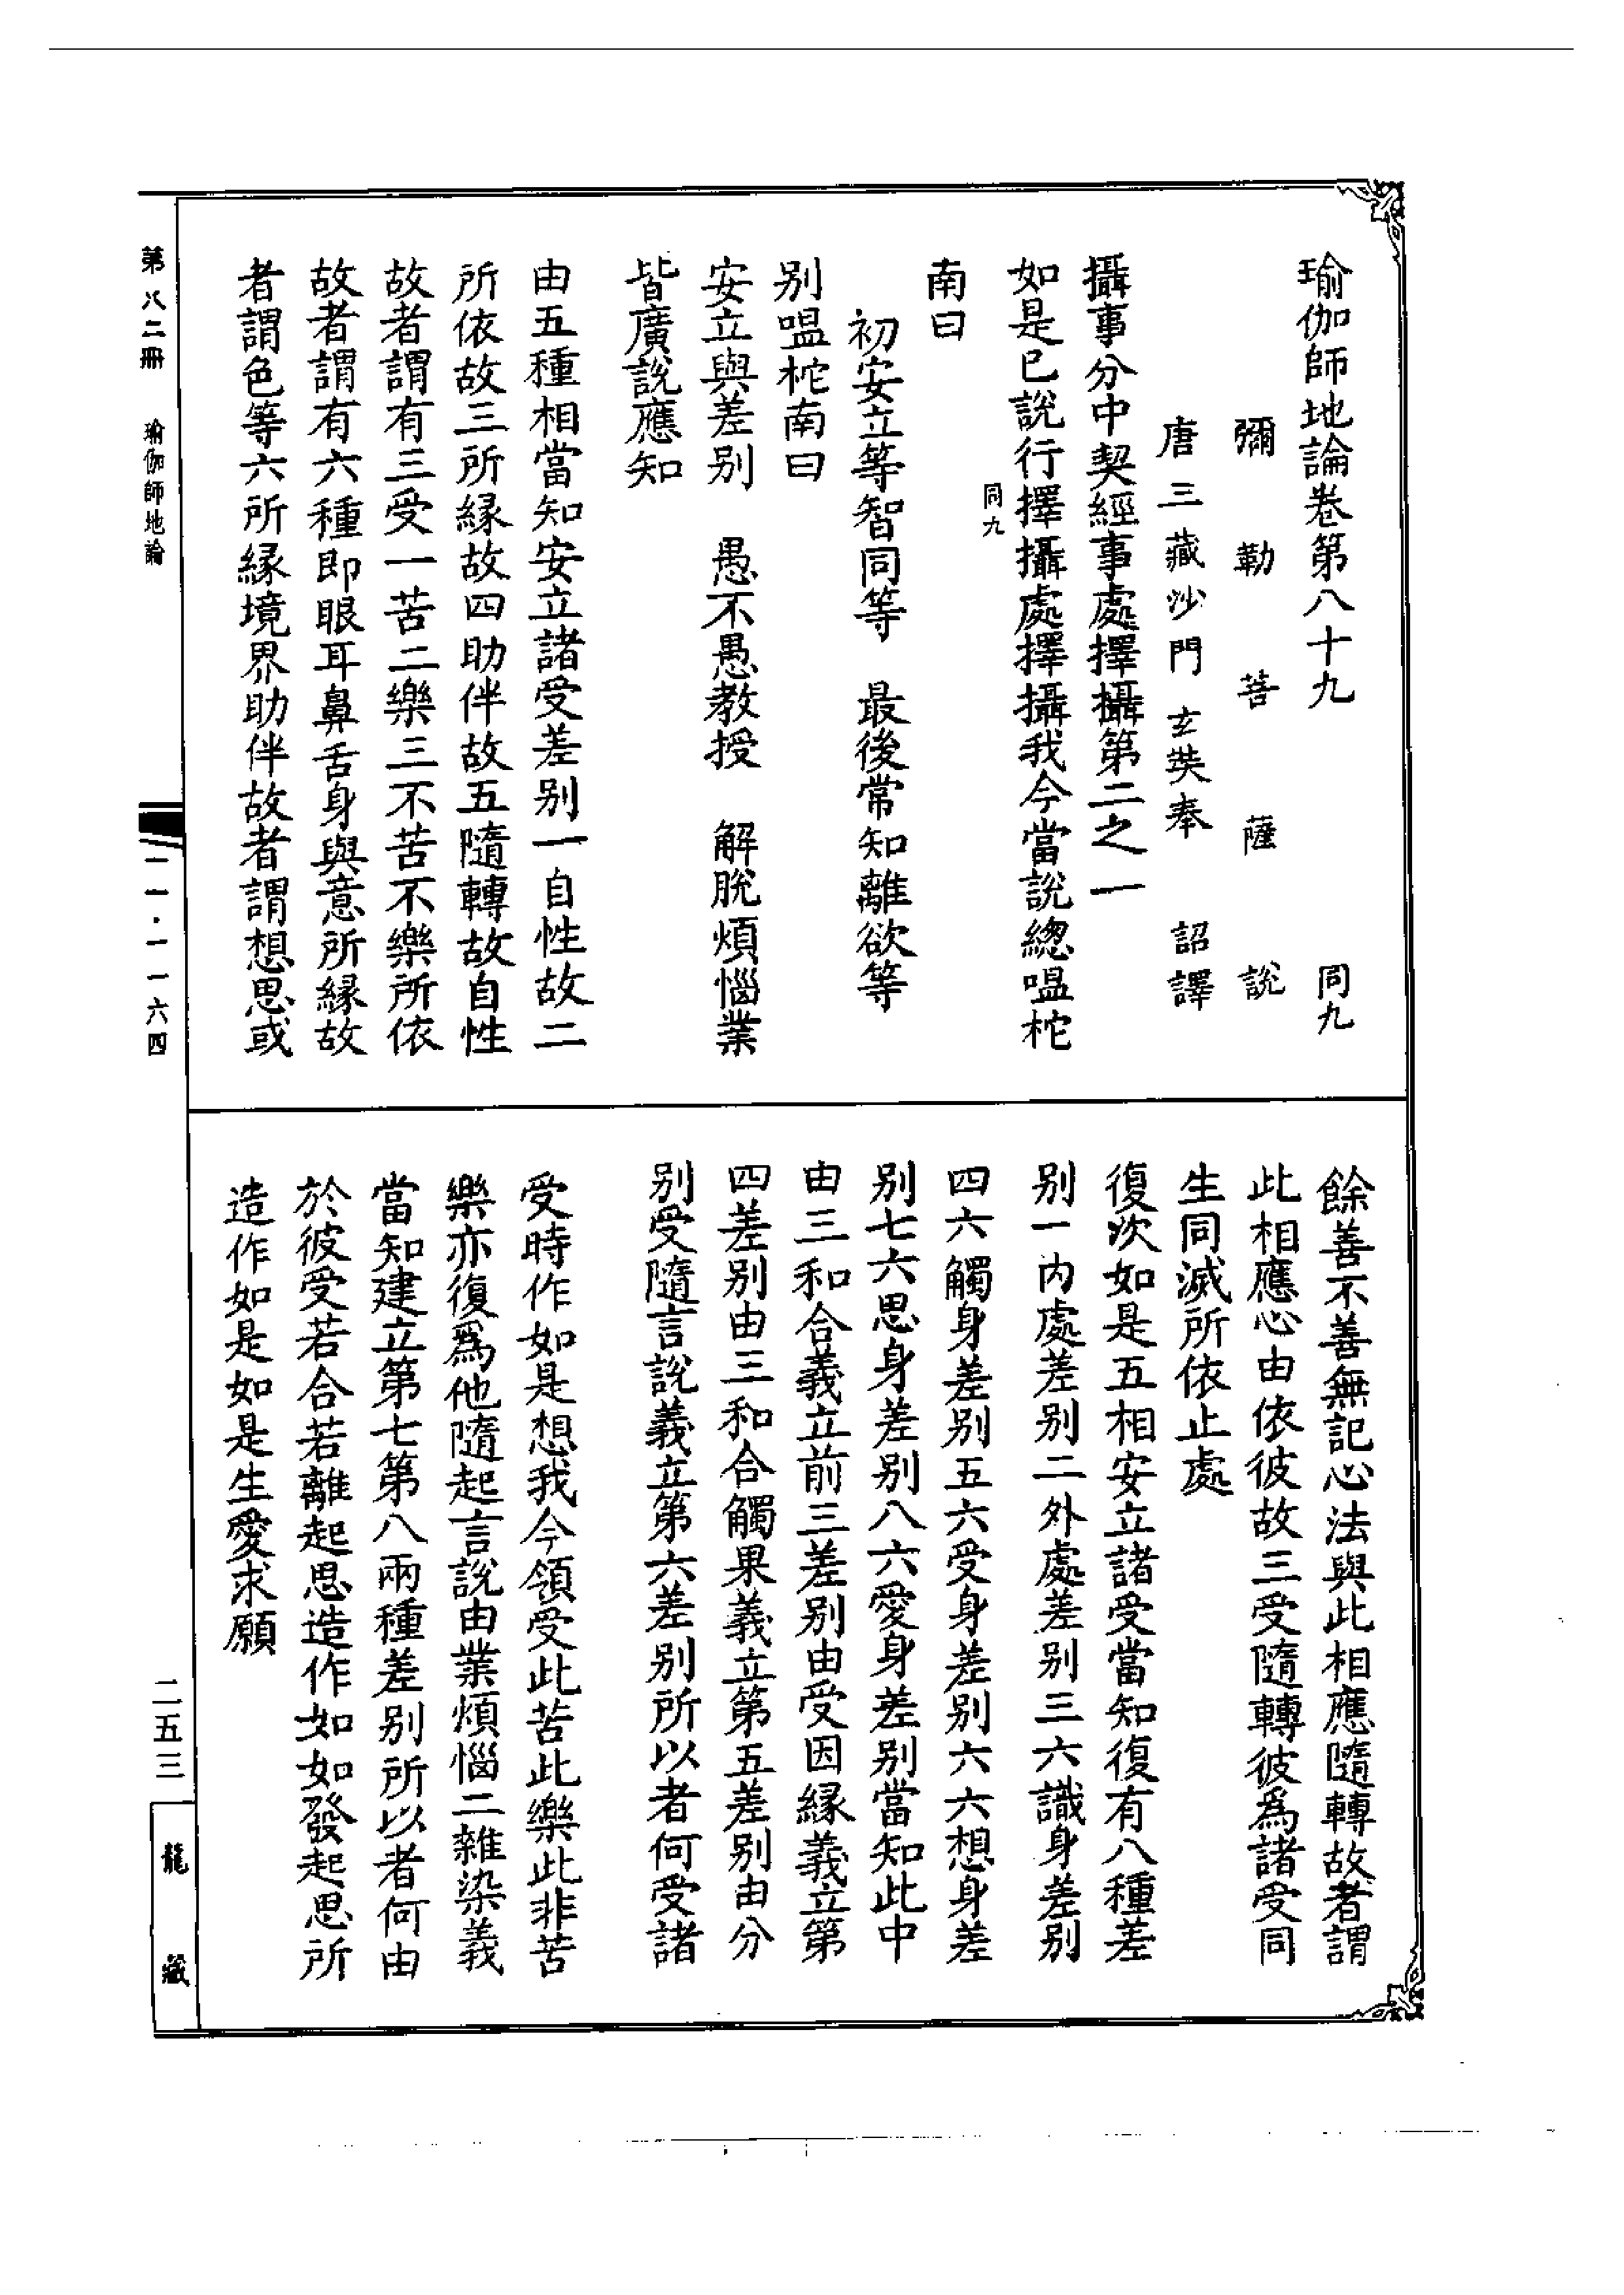 瑜伽師地論卷第八十九　同九
彌勒菩薩說
唐三藏沙門玄奘奉　詔譯
攝事分中契經事處擇攝第二之一
如是已說行擇攝處擇攝我今當說總嗢柁
同九
南曰
初安立等智同等　最後常知離欲等
别嗢柁南曰
安立與差别　愚不愚教授　解脫煩惱業
皆廣說應知
由五種相當知安立諸受差别一自性故二
所依故三所緣故四助伴故五隨轉故自性
故者謂有三受一苦二樂三不苦不樂所依
故者謂有六種即眼耳鼻舌身與意所緣故
者謂色等六所緣境界助伴故者謂想思或
餘善不善無記心法與此相應隨轉故者謂
此相應心由依彼故三受隨轉彼爲諸受同
生同滅所依止處
復次如是五相安立諸受當知復有八種差
别一内處差别二外處差别三六識身差别
四六觸身差别五六受身差别六六想身差
别七六思身差别八六愛身差别當知此中
由三和合義立前三差别由受因緣義立第
四差别由三和合觸果義立第五差别由分
别受隨言說義立第六差别所以者何受諸
受時作如是想我今領受此苦此樂此非苦
樂亦復爲他隨起言說由業煩惱二雜染義
當知建立第七第八兩種差别所以者何由
於彼受若合若離起思造作如如發起思所
造作如是如是生愛求願
第八二册　瑜伽師地論
一一·一一六四
二五三
龍藏